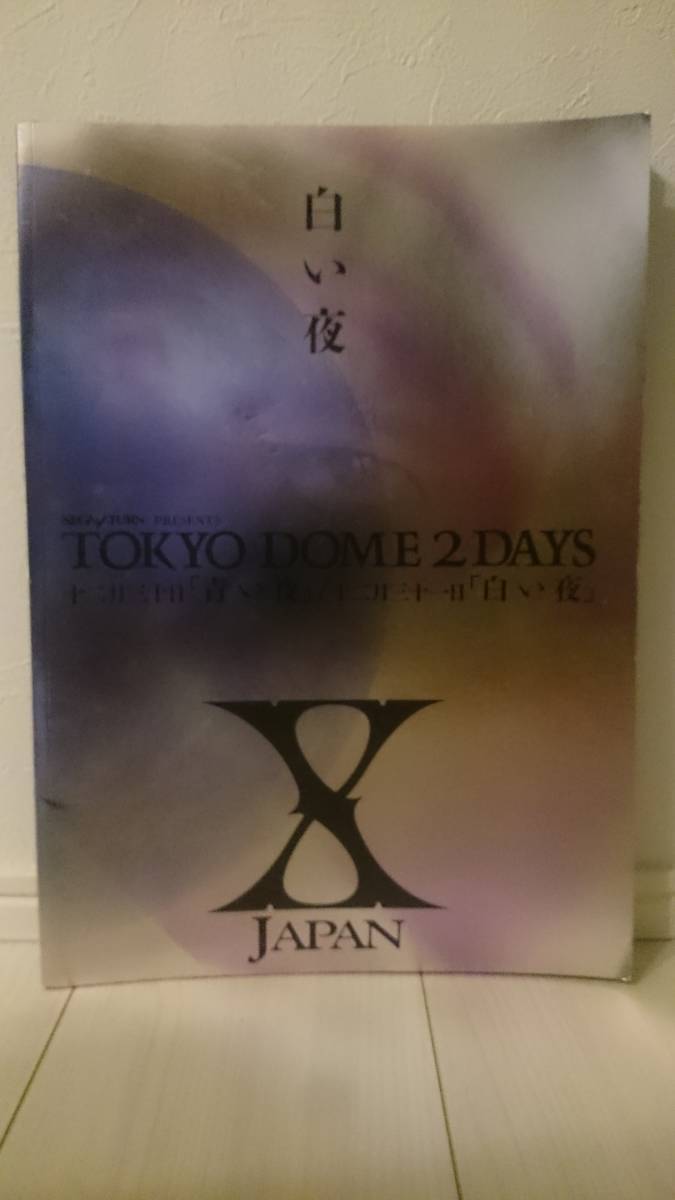 白い夜
SEGA SATURN PRESENTS
TOKYO DOME 2 DAYS
十二月三十日「青い夜」/十二月三十一日「白い夜」
X
JAPAN